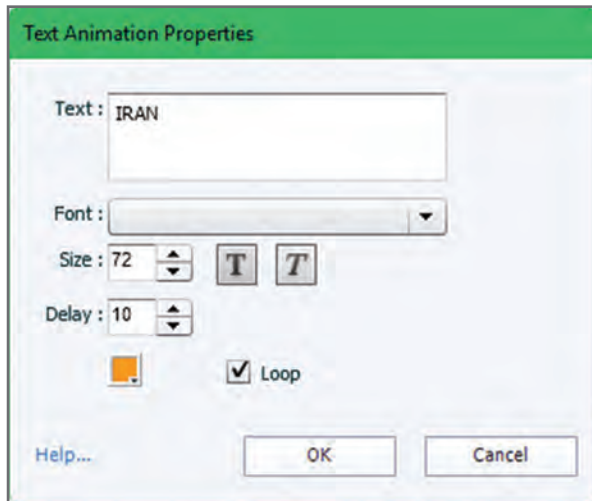 Text Animation Properties
Text : IRAN
Font :
Size : 72 T T
Delay : 10
Loop
Help... OK Cancel